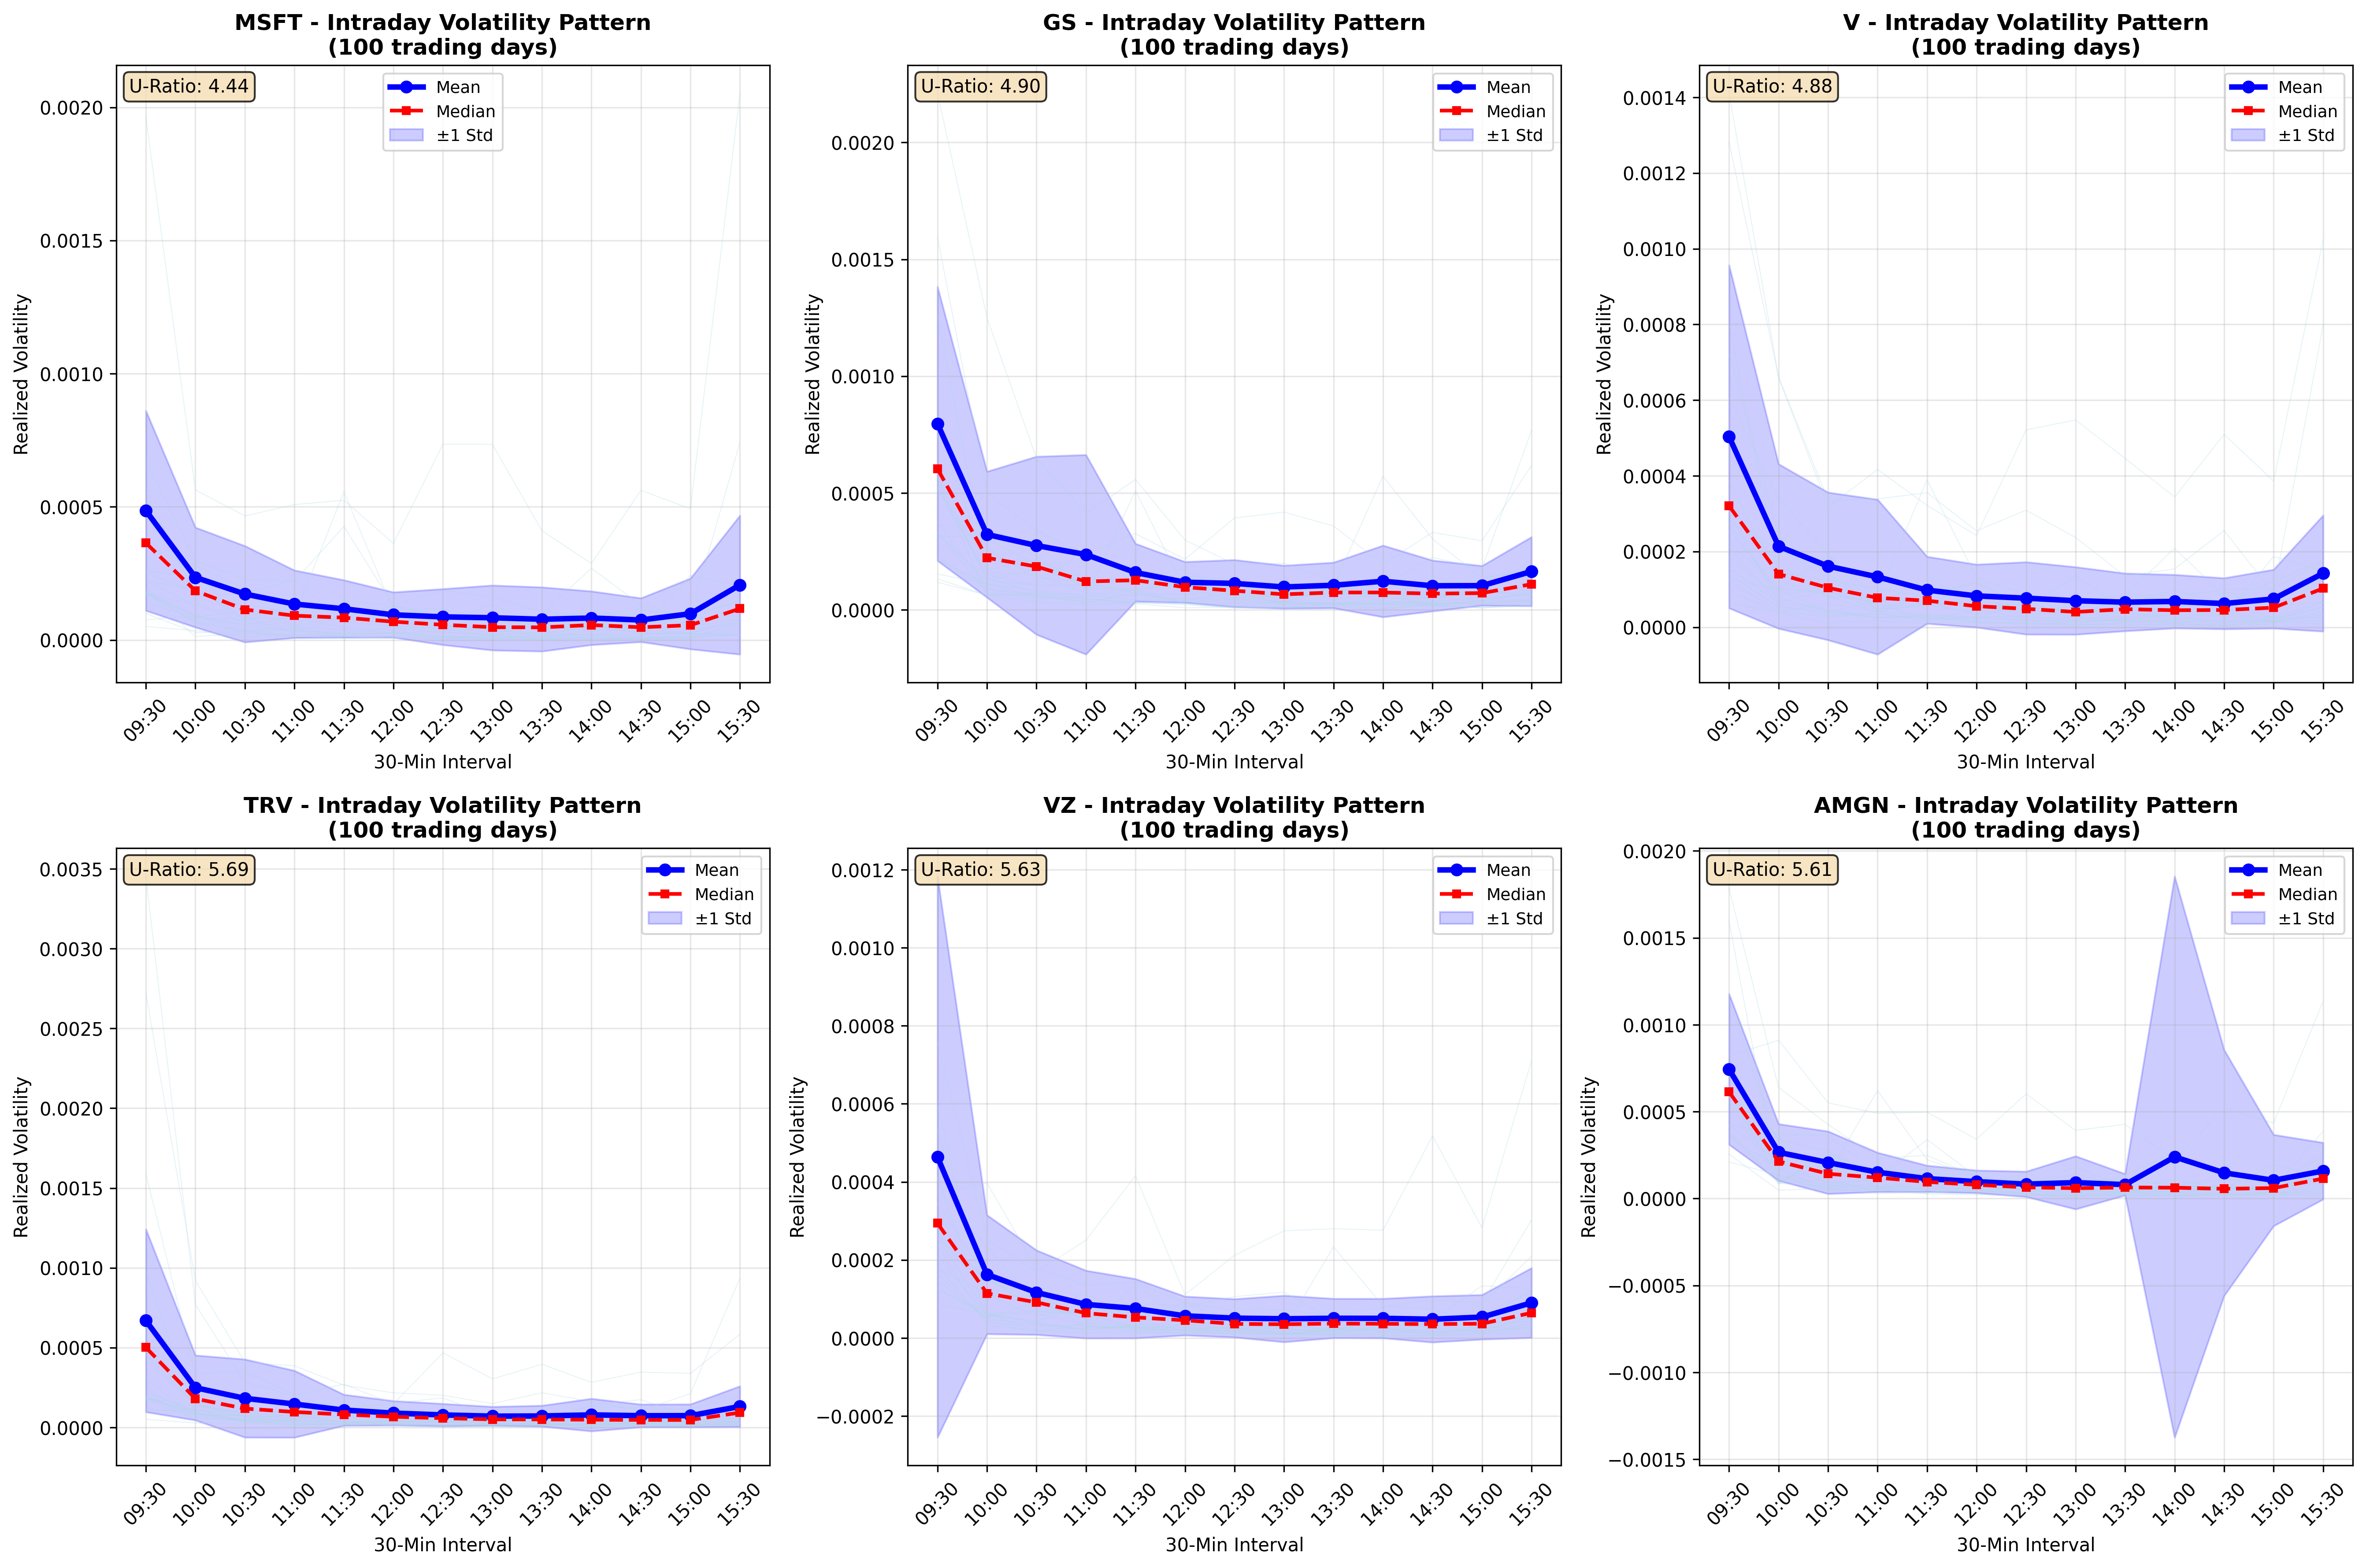 MSFT - Intraday Volatility Pattern
(100 trading days)
U-Ratio: 4.44
Mean
Median
±1 Std
0.0020
0.0015
0.0010
0.0005
0.0000
Realized Volatility
09:30 10:00 10:30 11:00 11:30 12:00 12:30 13:00 13:30 14:00 14:30 15:00 15:30
30-Min Interval
GS - Intraday Volatility Pattern
(100 trading days)
U-Ratio: 4.90
Mean
Median
±1 Std
0.0020
0.0015
0.0010
0.0005
0.0000
Realized Volatility
09:30 10:00 10:30 11:00 11:30 12:00 12:30 13:00 13:30 14:00 14:30 15:00 15:30
30-Min Interval
V - Intraday Volatility Pattern
(100 trading days)
U-Ratio: 4.88
Mean
Median
±1 Std
0.0014
0.0012
0.0010
0.0008
0.0006
0.0004
0.0002
0.0000
Realized Volatility
09:30 10:00 10:30 11:00 11:30 12:00 12:30 13:00 13:30 14:00 14:30 15:00 15:30
30-Min Interval
TRV - Intraday Volatility Pattern
(100 trading days)
U-Ratio: 5.69
Mean
Median
±1 Std
0.0035
0.0030
0.0025
0.0020
0.0015
0.0010
0.0005
0.0000
Realized Volatility
09:30 10:00 10:30 11:00 11:30 12:00 12:30 13:00 13:30 14:00 14:30 15:00 15:30
30-Min Interval
VZ - Intraday Volatility Pattern
(100 trading days)
U-Ratio: 5.63
Mean
Median
±1 Std
0.0012
0.0010
0.0008
0.0006
0.0004
0.0002
0.0000
−0.0002
Realized Volatility
09:30 10:00 10:30 11:00 11:30 12:00 12:30 13:00 13:30 14:00 14:30 15:00 15:30
30-Min Interval
AMGN - Intraday Volatility Pattern
(100 trading days)
U-Ratio: 5.61
Mean
Median
±1 Std
0.0020
0.0015
0.0010
0.0005
0.0000
−0.0005
−0.0010
−0.0015
Realized Volatility
09:30 10:00 10:30 11:00 11:30 12:00 12:30 13:00 13:30 14:00 14:30 15:00 15:30
30-Min Interval